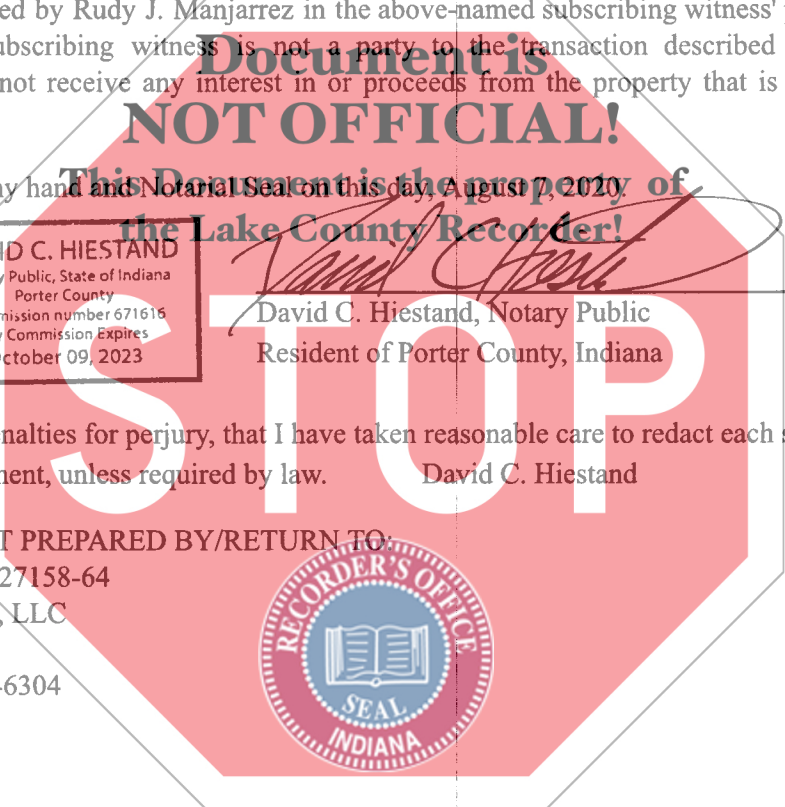 ed by Rudy J. Manjarrez in the above-named subscribing witness'
ubscribing witness is not a party to the transaction described
not receive any interest in or proceeds from the property that is
Document is
NOT OFFICIAL!
This Document is the property of
the Lake County Recorder!
y hand and Notarial Seal on this day, August 7, 2020.
ID C. HIESTAND
y Public, State of Indiana
Porter County
mission number 671616
y Commission Expires
ctober 09, 2023
David C. Hiestand, Notary Public
Resident of Porter County, Indiana
STOP
nalties for perjury, that I have taken reasonable care to redact each s
ment, unless required by law. David C. Hiestand
T PREPARED BY/RETURN TO:
27158-64
, LLC
-6304
RECORDER'S OFFICE
SEAL
INDIANA